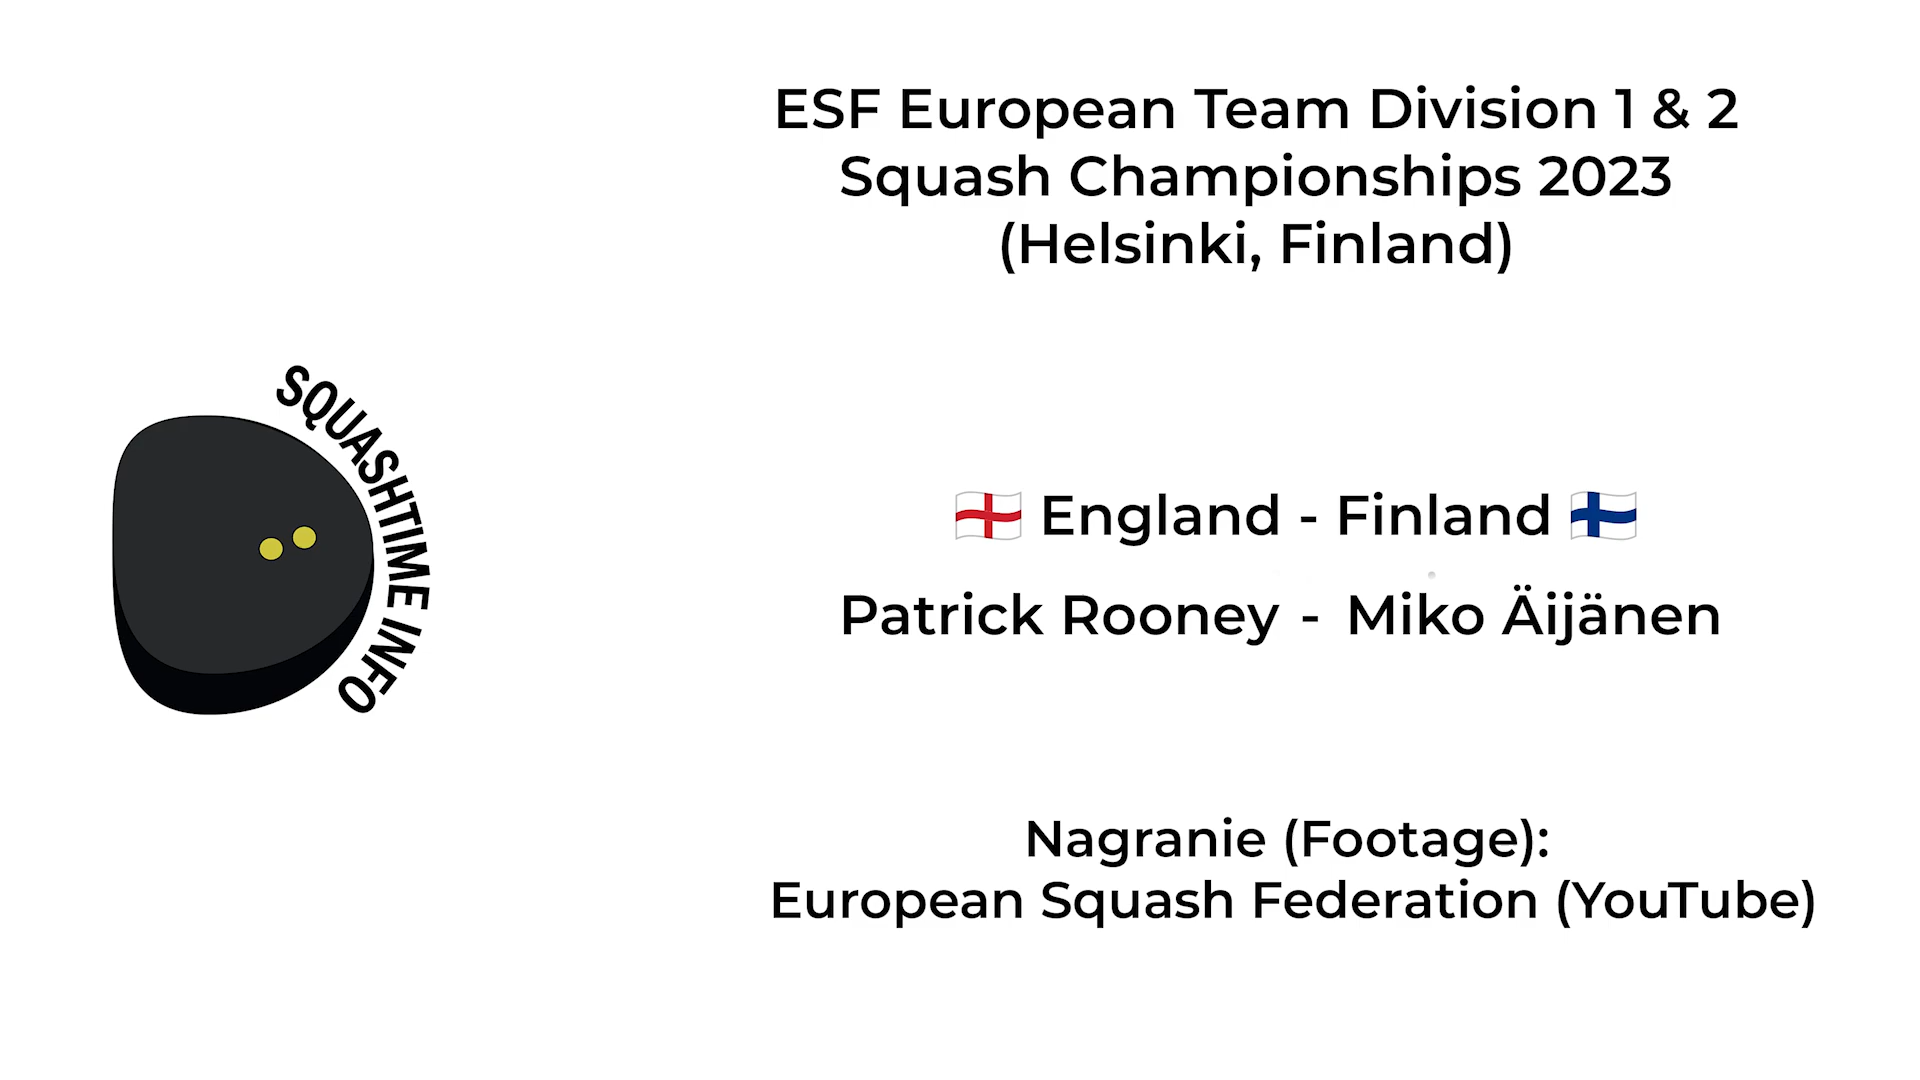 ESF European Team Division 1 & 2
Squash Championships 2023
(Helsinki, Finland)
SQUASHTIME INFO
England - Finland
Patrick Rooney - Miko Äijänen
Nagranie (Footage):
European Squash Federation (YouTube)